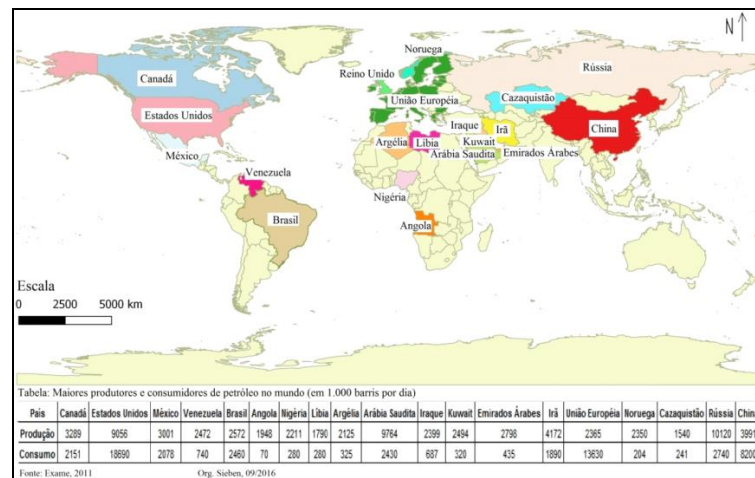 N
Noruega
Canadá
Reino Unido
Rússia
Cazaquistão
Estados Unidos
União Européia
China
Iraque
Irã
Argélia
Líbia
Kuwait
México
Arábia Saudita
Emirados Árabes
Venezuela
Nigéria
Brasil
Angola
Escala
0 2500 5000 km
Tabela: Maiores produtores e consumidores de petróleo no mundo (em 1.000 barris por dia)
País Canadá Estados Unidos México Venezuela Brasil Angola Nigéria Líbia Argélia Arábia Saudita Iraque Kuwait Emirados Árabes Irã União Européia Noruega Cazaquistão Rússia China
Produção 3289 9056 3001 2472 2572 1948 2211 1790 2125 9764 2399 2494 2798 4172 2365 2350 1540 10120 3991
Consumo 2151 18690 2078 740 2460 70 280 280 325 2430 687 320 435 1890 13630 204 241 2740 8200
Fonte: Exame, 2011 Org. Sieben, 09/2016